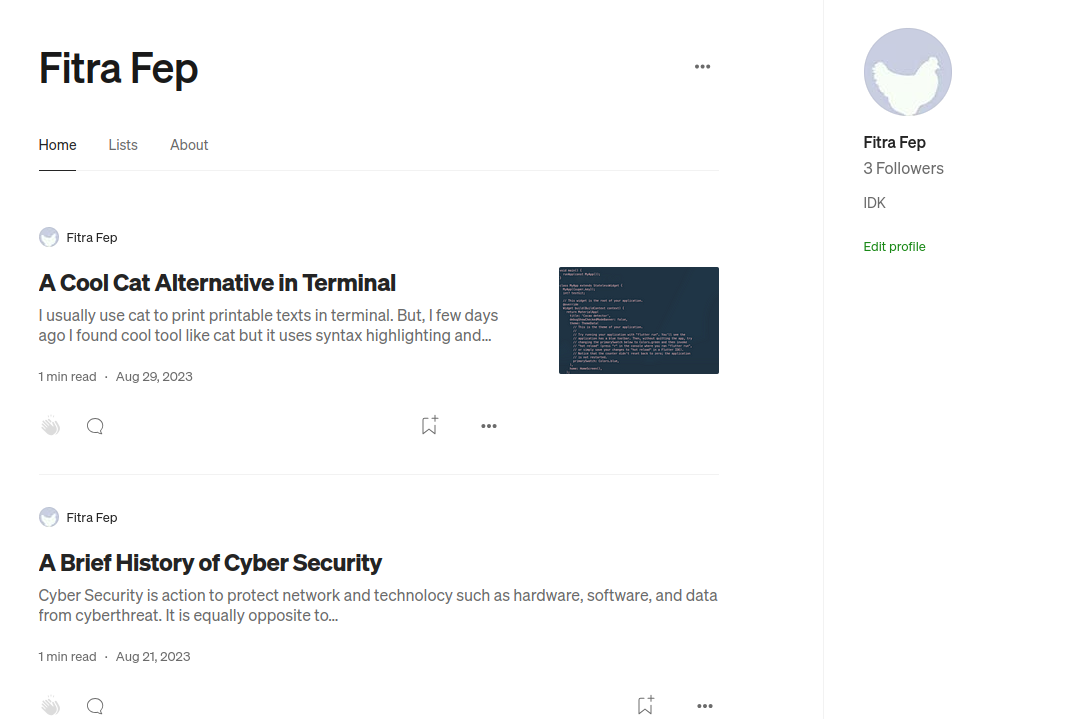 Fitra Fep
Home Lists About
Fitra Fep
A Cool Cat Alternative in Terminal
I usually use cat to print printable texts in terminal. But, I few days
ago I found cool tool like cat but it uses syntax highlighting and...
1 min read · Aug 29, 2023
Fitra Fep
A Brief History of Cyber Security
Cyber Security is action to protect network and technolocy such as hardware, software, and data
from cyberthreat. It is equally opposite to...
1 min read · Aug 21, 2023
Fitra Fep
3 Followers
IDK
Edit profile